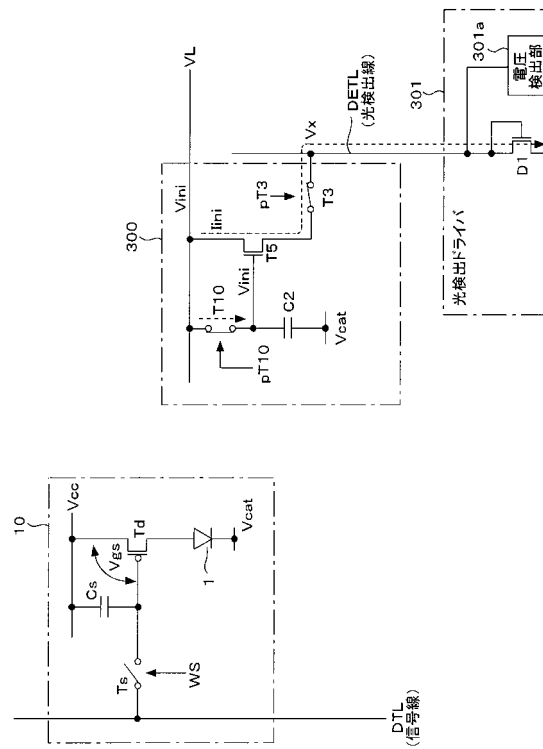 10
Vcc
Cs
Vgs
Td
Ts
WS
1
Vcat
DTL
(信号線)
300
VL
Vini
Iini
T10
Vini
T5
pT10
C2
Vcat
pT3
T3
Vx
DETL
(光検出線)
301
光検出ドライバ
301a
電圧
検出部
D1